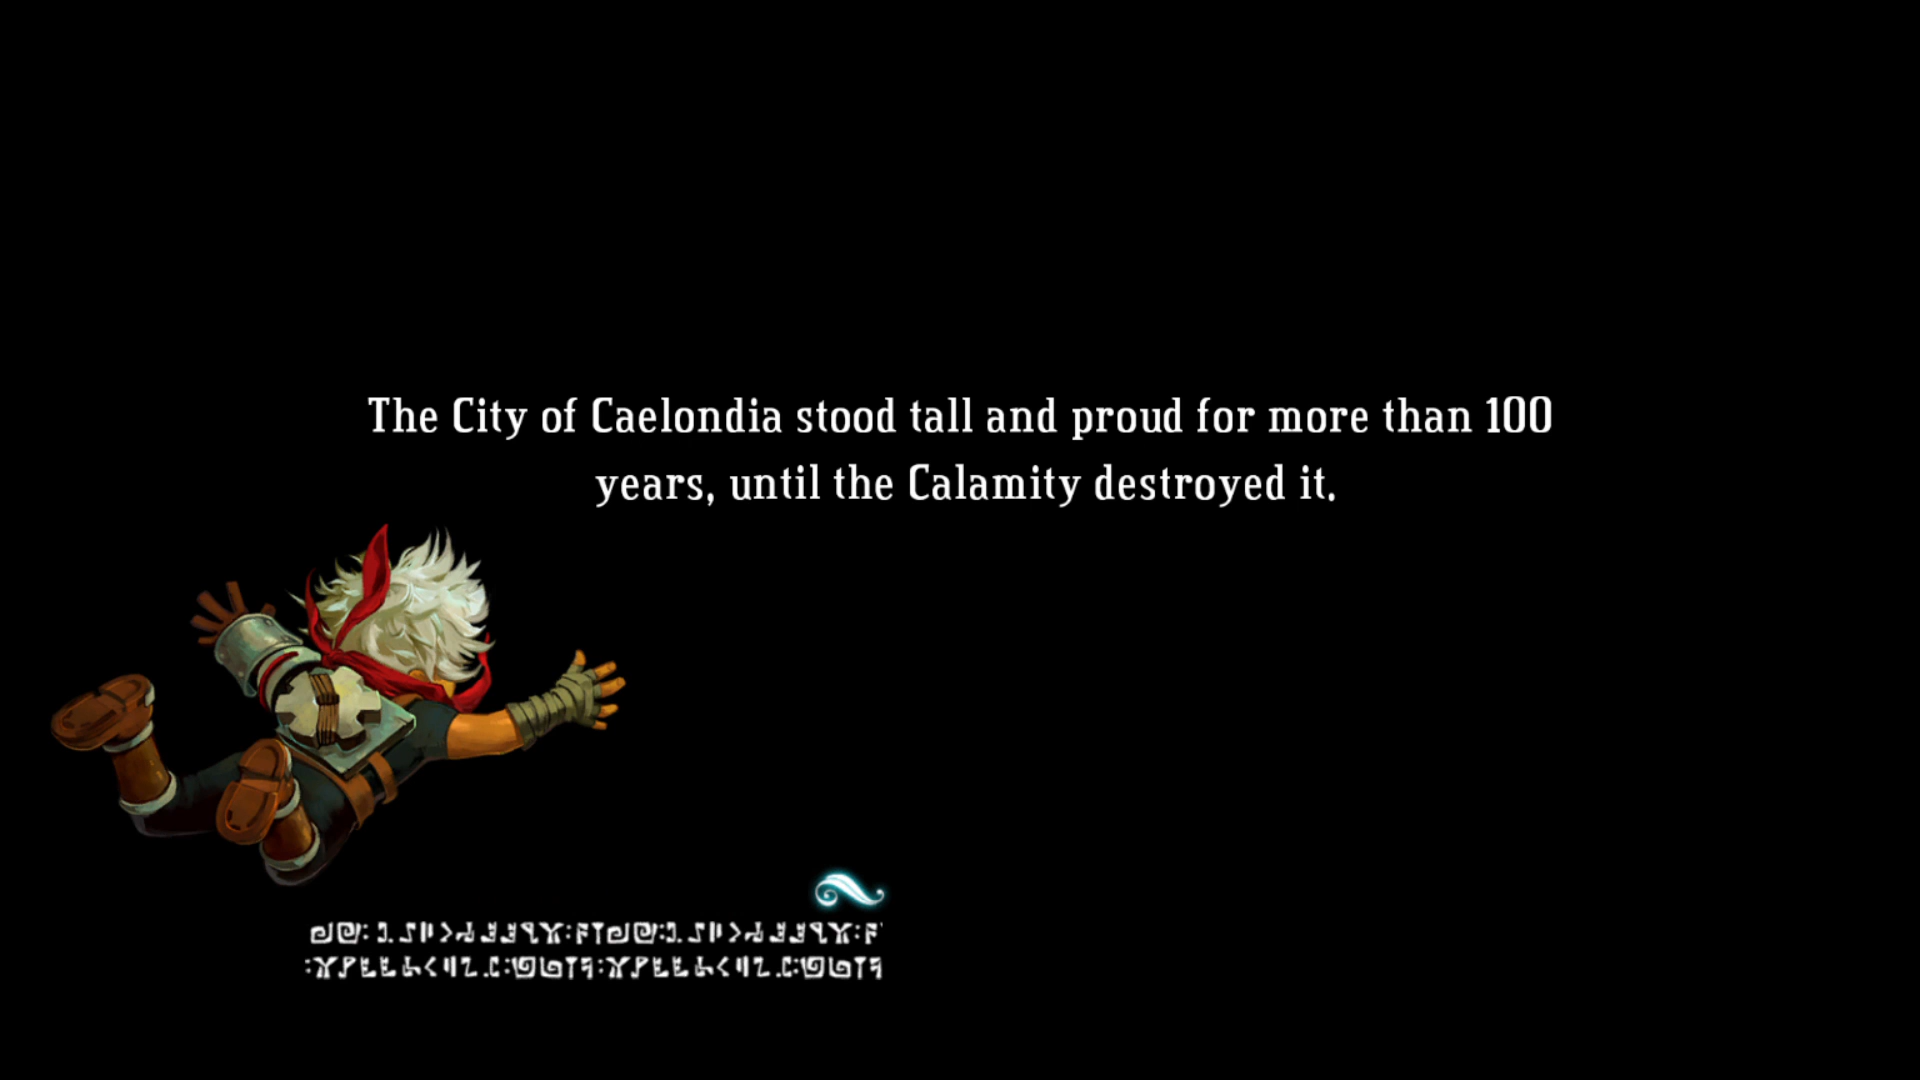 The City of Caelondia stood tall and proud for more than 100
years, until the Calamity destroyed it.